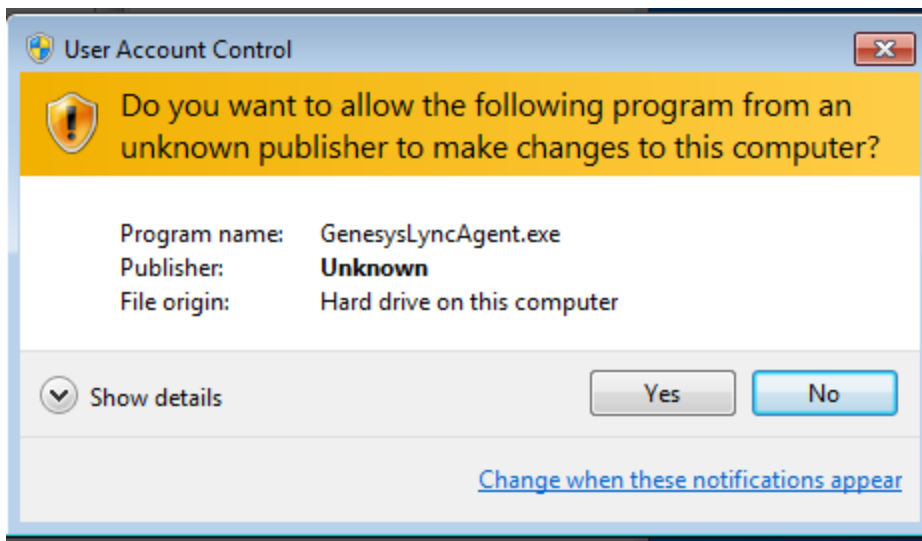 User Account Control
Do you want to allow the following program from an
unknown publisher to make changes to this computer?
Program name: GenesysLyncAgent.exe
Publisher: Unknown
File origin: Hard drive on this computer
Show details
Yes
No
Change when these notifications appear